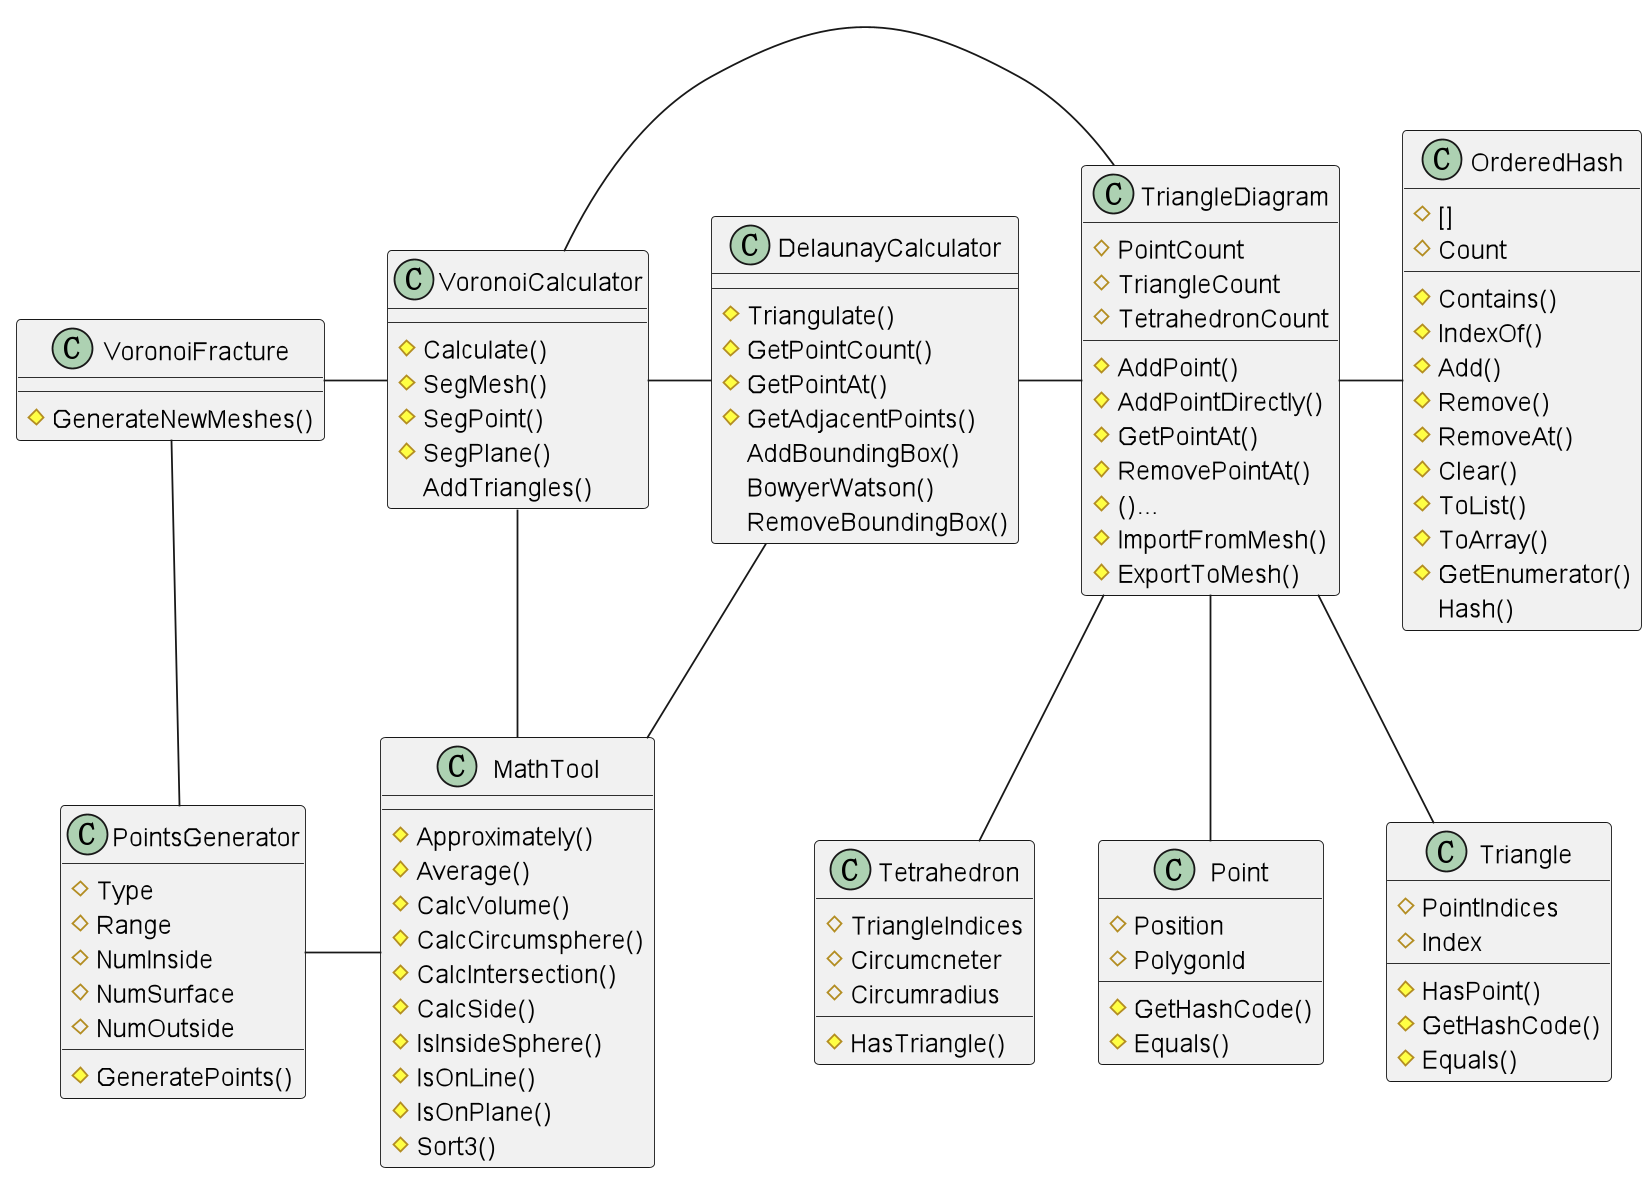 C VoronoiFracture
GenerateNewMeshes()
C VoronoiCalculator
Calculate()
SegMesh()
SegPoint()
SegPlane()
AddTriangles()
C DelaunayCalculator
Triangulate()
GetPointCount()
GetPointAt()
GetAdjacentPoints()
AddBoundingBox()
BowyerWatson()
RemoveBoundingBox()
C TriangleDiagram
PointCount
TriangleCount
TetrahedronCount
AddPoint()
AddPointDirectly()
GetPointAt()
RemovePointAt()
()...
ImportFromMesh()
ExportToMesh()
C OrderedHash
[]
Count
Contains()
IndexOf()
Add()
Remove()
RemoveAt()
Clear()
ToList()
ToArray()
GetEnumerator()
Hash()
C PointsGenerator
Type
Range
NumInside
NumSurface
NumOutside
GeneratePoints()
C MathTool
Approximately()
Average()
CalcVolume()
CalcCircumsphere()
CalcIntersection()
CalcSide()
IsInsideSphere()
IsOnLine()
IsOnPlane()
Sort3()
C Tetrahedron
TriangleIndices
Circumcneter
Circumradius
HasTriangle()
C Point
Position
PolygonId
GetHashCode()
Equals()
C Triangle
PointIndices
Index
HasPoint()
GetHashCode()
Equals()